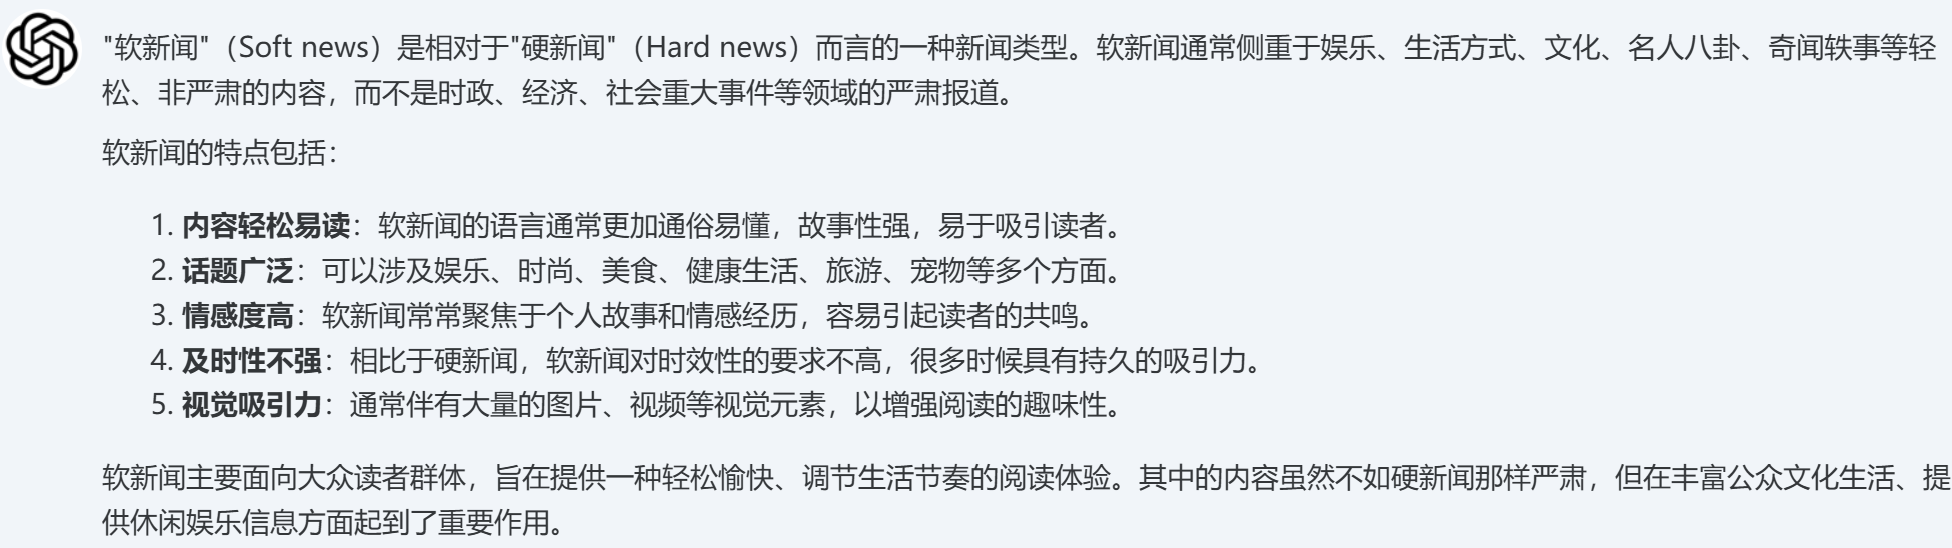 "软新闻"（Soft news）是相对于"硬新闻"（Hard news）而言的一种新闻类型。软新闻通常侧重于娱乐、生活方式、文化、名人八卦、奇闻轶事等轻
松、非严肃的内容，而不是时政、经济、社会重大事件等领域的严肃报道。
软新闻的特点包括：
1. 内容轻松易读：软新闻的语言通常更加通俗易懂，故事性强，易于吸引读者。
2. 话题广泛：可以涉及娱乐、时尚、美食、健康生活、旅游、宠物等多个方面。
3. 情感度高：软新闻常常聚焦于个人故事和情感经历，容易引起读者的共鸣。
4. 及时性不强：相比于硬新闻，软新闻对时效性的要求不高，很多时候具有持久的吸引力。
5. 视觉吸引力：通常伴有大量的图片、视频等视觉元素，以增强阅读的趣味性。
软新闻主要面向大众读者群体，旨在提供一种轻松愉快、调节生活节奏的阅读体验。其中的内容虽然不如硬新闻那样严肃，但在丰富公众文化生活、提
供休闲娱乐信息方面起到了重要作用。